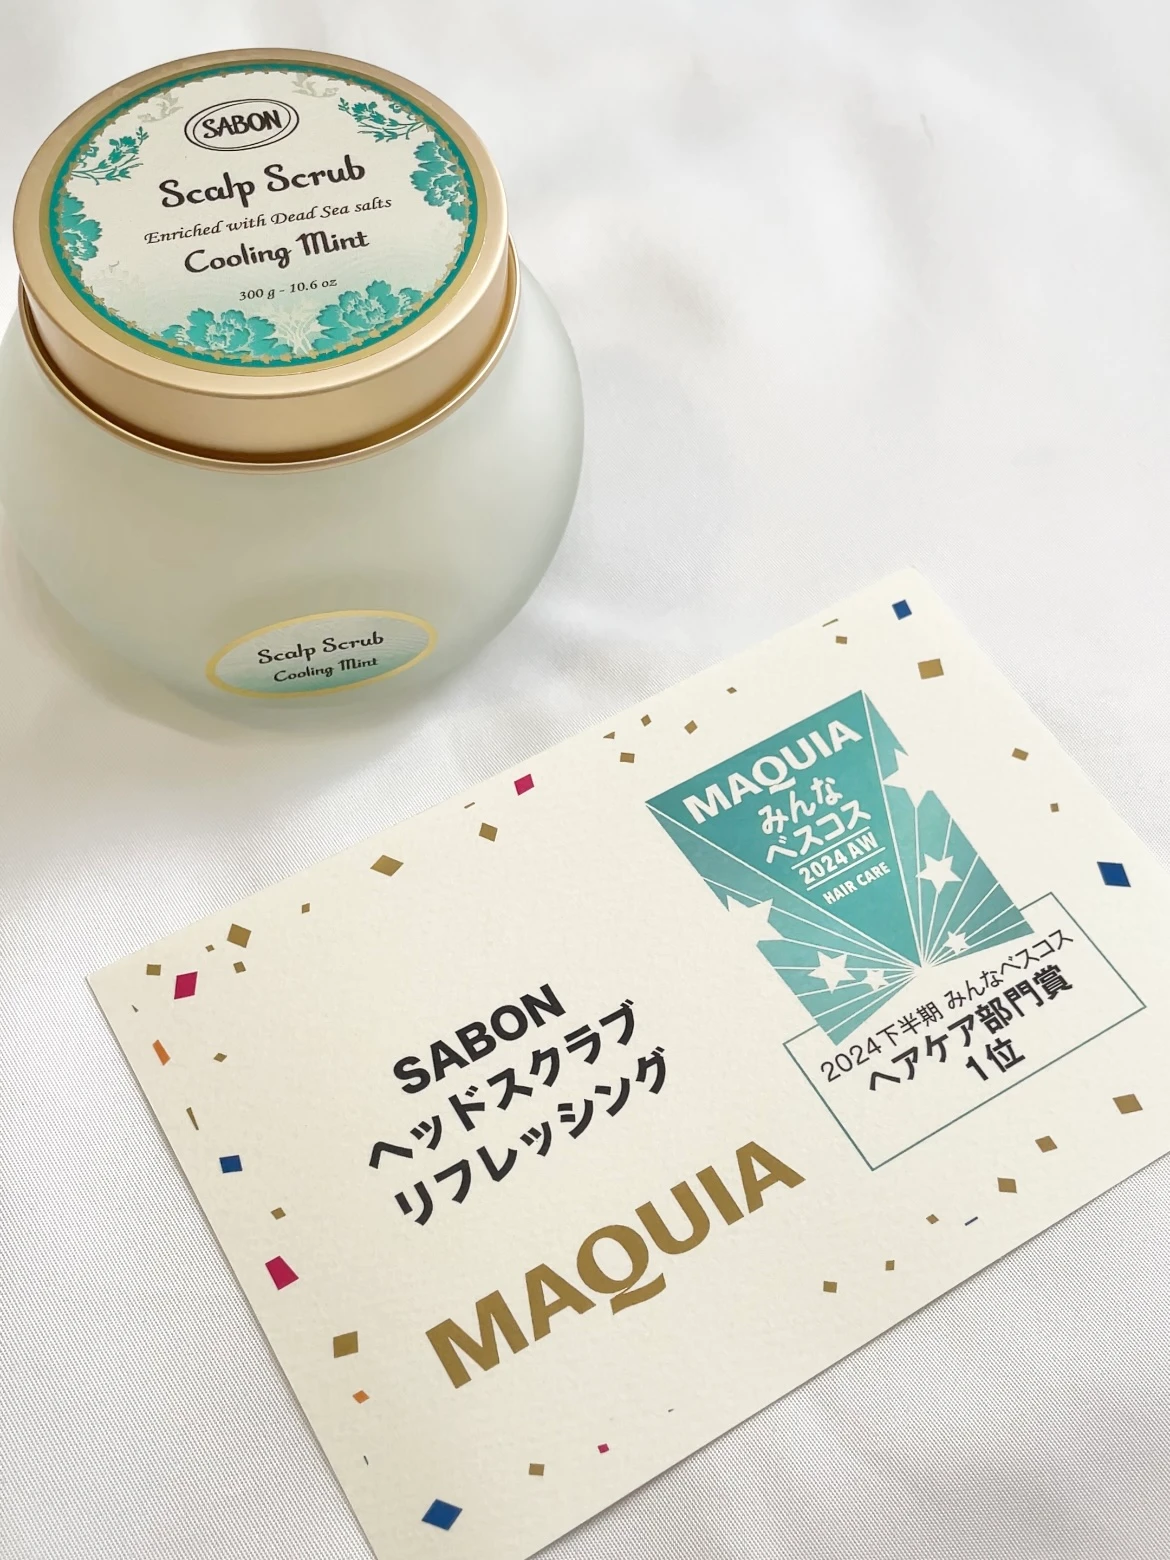 SABON
Scalp Scrub
Enriched with Dead Sea salts
Cooling Mint
300 g - 10.6 oz
Scalp Scrub
Cooling Mint
MAQUIA
みんな
ベスコス
2024 AW
HAIR CARE
2024下半期 みんなベスコス
ヘアケア部門賞
1位
SABON
ヘッドスクラブ
リフレッシング
MAQUIA